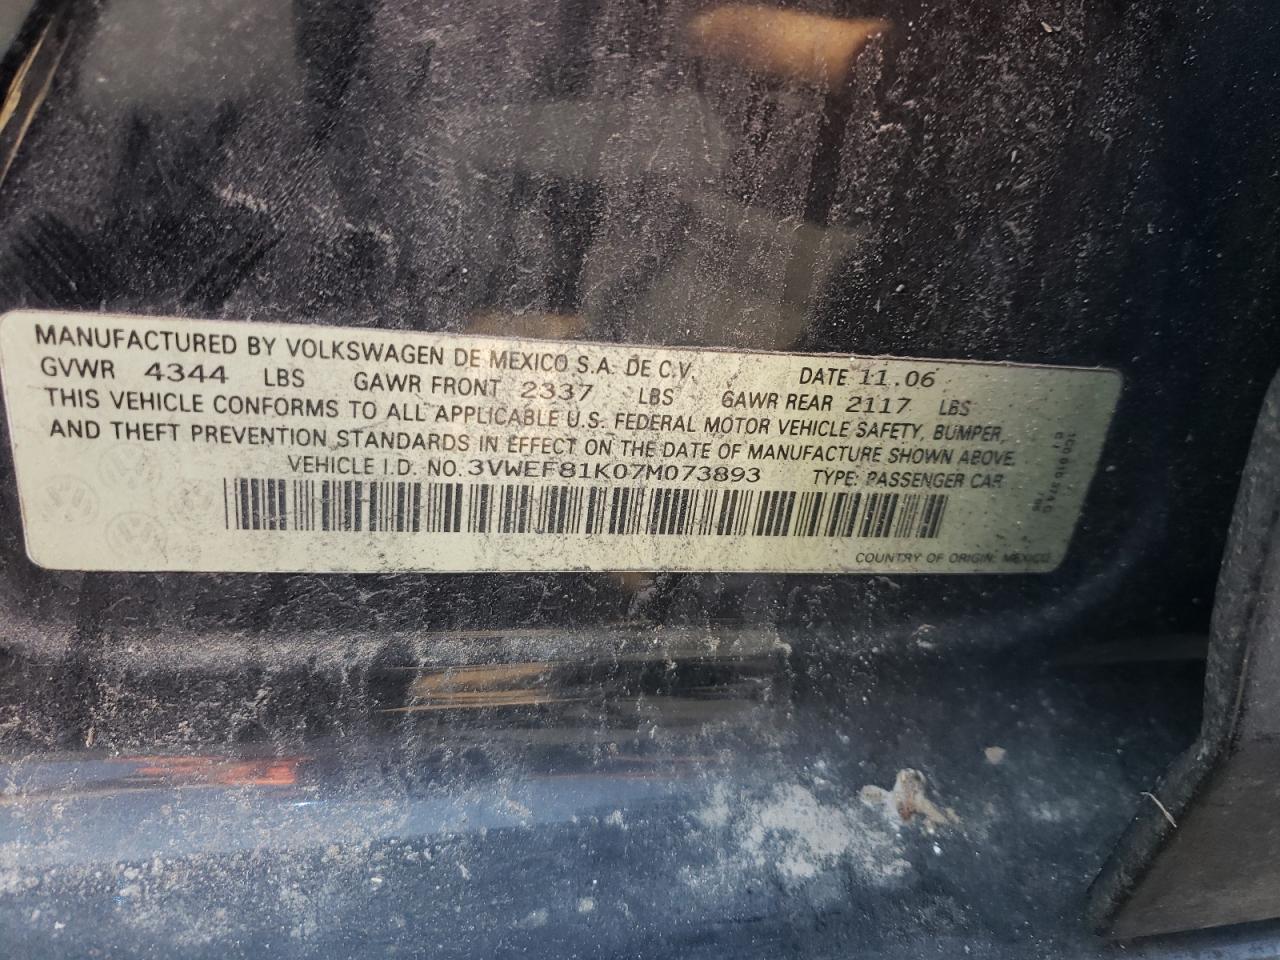 MANUFACTURED BY VOLKSWAGEN DE MEXICO S.A. DE C.V. DATE 11.06
GVWR 4344 LBS GAWR FRONT 2337 LBS GAWR REAR 2117 LBS
THIS VEHICLE CONFORMS TO ALL APPLICABLE U.S. FEDERAL MOTOR VEHICLE SAFETY, BUMPER,
AND THEFT PREVENTION STANDARDS IN EFFECT ON THE DATE OF MANUFACTURE SHOWN ABOVE.
VEHICLE I.D. NO. 3VWEF81K07M073893 TYPE: PASSENGER CAR
COUNTRY OF ORIGIN: MEXICO